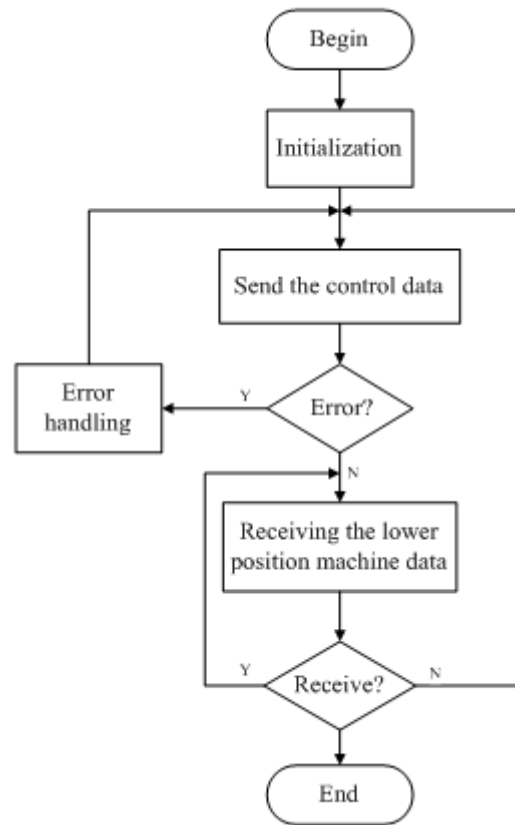 Begin
Initialization
Send the control data
Error
handling
Y
Error?
N
Receiving the lower
position machine data
Y
Receive?
N
End